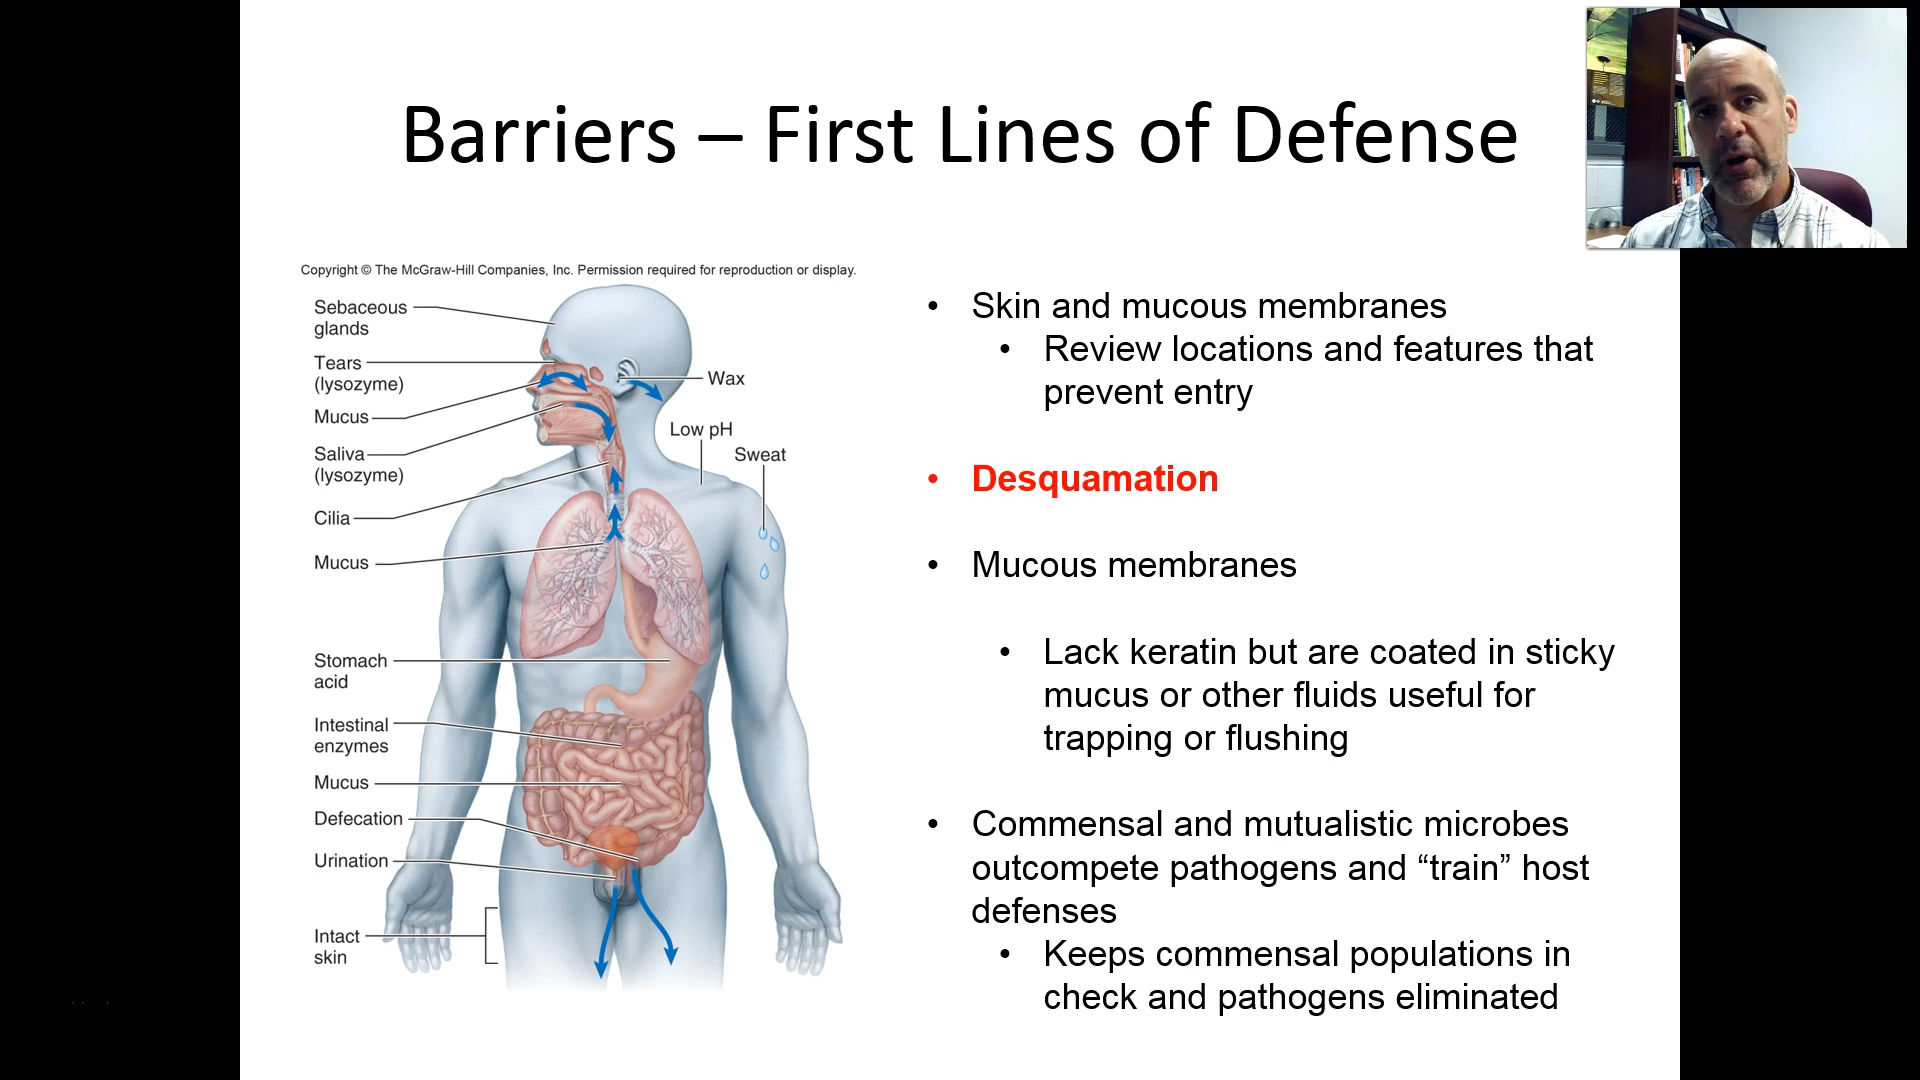 Barriers – First Lines of Defense
Copyright © The McGraw-Hill Companies, Inc. Permission required for reproduction or display.
Sebaceous
glands
Tears
(lysozyme)
Mucus
Saliva
(lysozyme)
Cilia
Mucus
Stomach
acid
Intestinal
enzymes
Mucus
Defecation
Urination
Intact
skin
Wax
Low pH
Sweat
• Skin and mucous membranes
• Review locations and features that
prevent entry
• Desquamation
• Mucous membranes
• Lack keratin but are coated in sticky
mucus or other fluids useful for
trapping or flushing
• Commensal and mutualistic microbes
outcompete pathogens and “train” host
defenses
• Keeps commensal populations in
check and pathogens eliminated